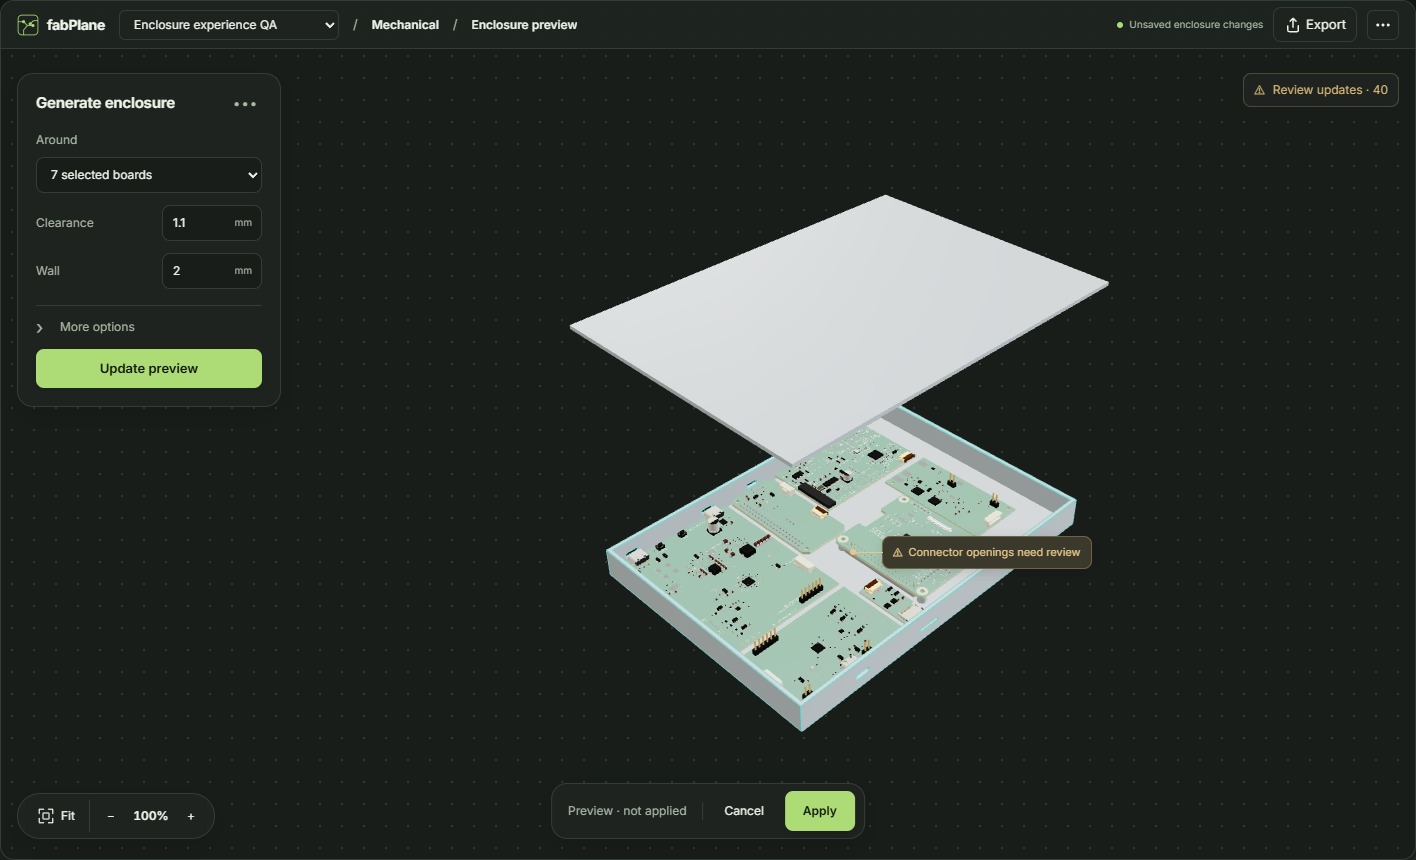 fabPlane
Enclosure experience QA
/ Mechanical / Enclosure preview
Unsaved enclosure changes
Export
Generate enclosure
Review updates · 40
Around
7 selected boards
Clearance
1.1 mm
Wall
2 mm
More options
Update preview
Connector openings need review
Preview · not applied
Cancel
Apply
Fit
− 100% +